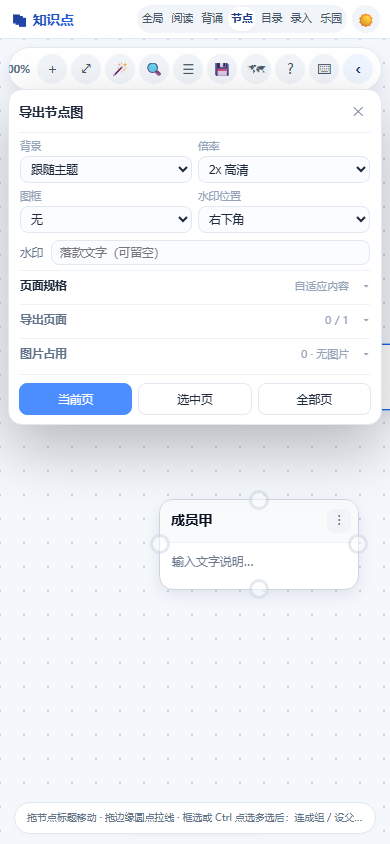 知识点 全局 阅读 背诵 节点 目录 录入 乐园
00% + ?
导出节点图
背景 倍率
跟随主题 2x 高清
图框 水印位置
无 右下角
水印 落款文字（可留空）
页面规格 自适应内容
导出页面 0 / 1
图片占用 0 · 无图片
当前页 选中页 全部页
成员甲
输入文字说明...
拖节点标题移动 · 拖边缘圆点拉线 · 框选或 Ctrl 点选多选后：连成组 / 设父...